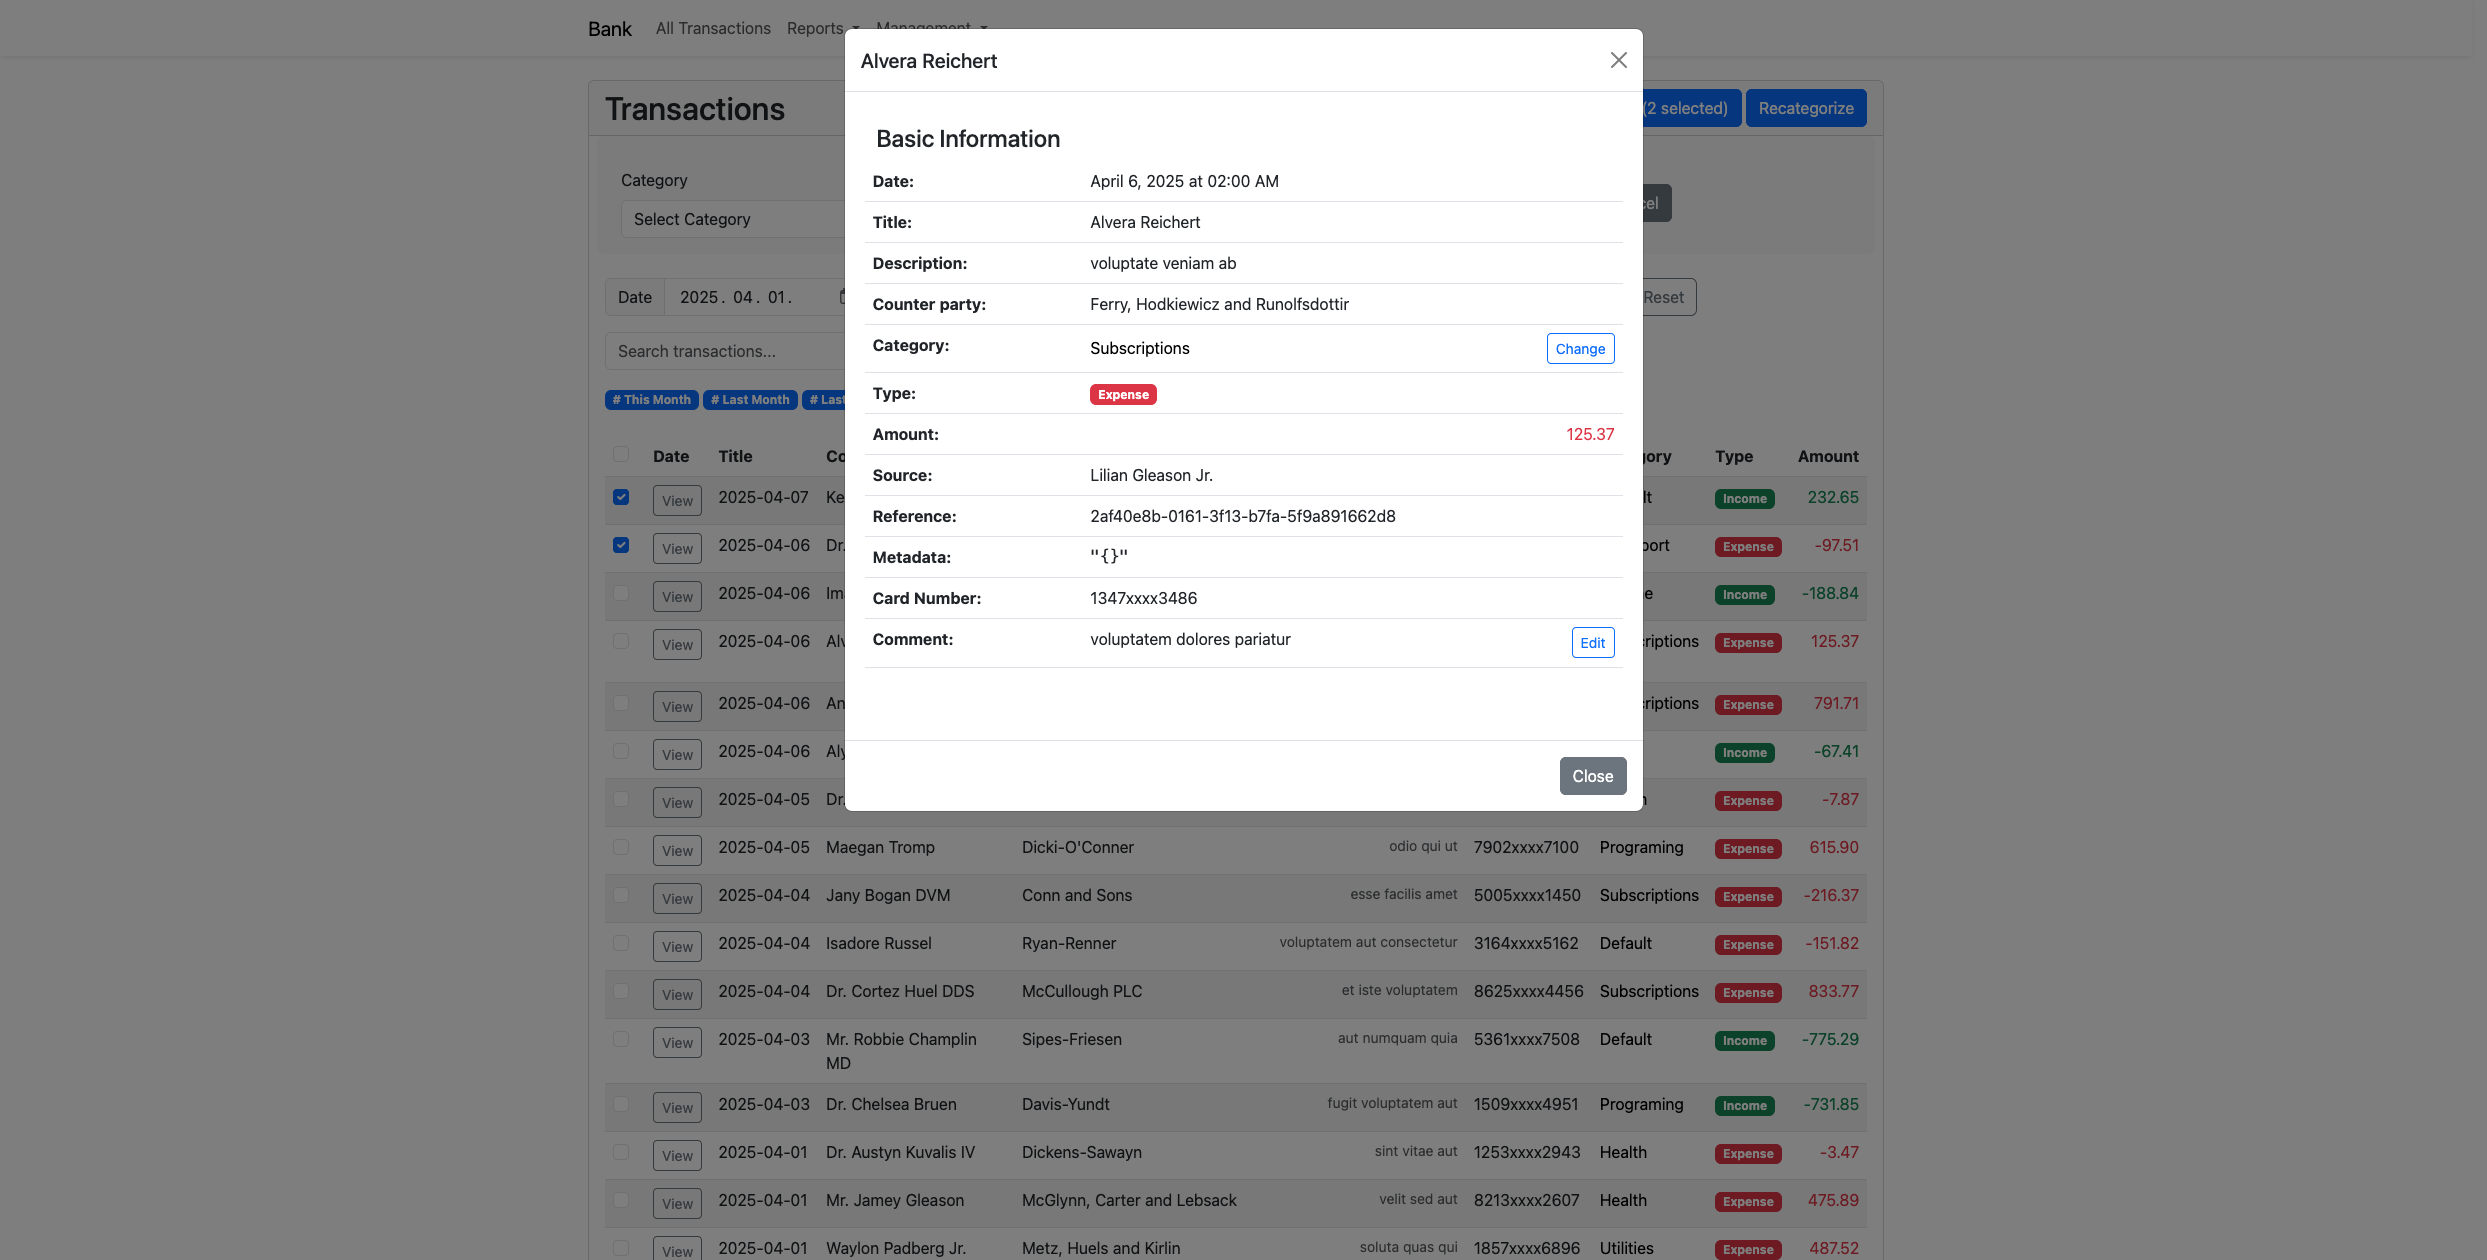 Bank All Transactions Reports Management
Alvera Reichert
Transactions (2 selected) Recategorize
Basic Information
Category
Select Category
Date: April 6, 2025 at 02:00 AM
Title: Alvera Reichert
Description: voluptate veniam ab
Counter party: Ferry, Hodkiewicz and Runolfsdottir
Category: Subscriptions Change
Type: Expense
Amount: 125.37
Source: Lilian Gleason Jr.
Reference: 2af40e8b-0161-3f13-b7fa-5f9a891662d8
Metadata: "{}"
Card Number: 1347xxxx3486
Comment: voluptatem dolores pariatur Edit
Close
Date 2025. 04. 01. Reset
Search transactions...
# This Month # Last Month
Date Title Type Amount
View 2025-04-07 Income 232.65
View 2025-04-06 Dr. Expense -97.51
View 2025-04-06 Income -188.84
View 2025-04-06 Expense 125.37
View 2025-04-06 Expense 791.71
View 2025-04-06 Income -67.41
View 2025-04-05 Dr. Expense -7.87
View 2025-04-05 Maegan Tromp Dicki-O'Conner odio qui ut 7902xxxx7100 Programing Expense 615.90
View 2025-04-04 Jany Bogan DVM Conn and Sons esse facilis amet 5005xxxx1450 Subscriptions Expense -216.37
View 2025-04-04 Isadore Russel Ryan-Renner voluptatem aut consectetur 3164xxxx5162 Default Expense -151.82
View 2025-04-04 Dr. Cortez Huel DDS McCullough PLC et iste voluptatem 8625xxxx4456 Subscriptions Expense 833.77
View 2025-04-03 Mr. Robbie Champlin Sipes-Friesen aut numquam quia 5361xxxx7508 Default Income -775.29
MD
View 2025-04-03 Dr. Chelsea Bruen Davis-Yundt fugit voluptatem aut 1509xxxx4951 Programing Income -731.85
View 2025-04-01 Dr. Austyn Kuvalis IV Dickens-Sawayn sint vitae aut 1253xxxx2943 Health Expense -3.47
View 2025-04-01 Mr. Jamey Gleason McGlynn, Carter and Lebsack velit sed aut 8213xxxx2607 Health Expense 475.89
View 2025-04-01 Waylon Padberg Jr. Metz, Huels and Kirlin soluta quas qui 1857xxxx6896 Utilities Expense 487.52